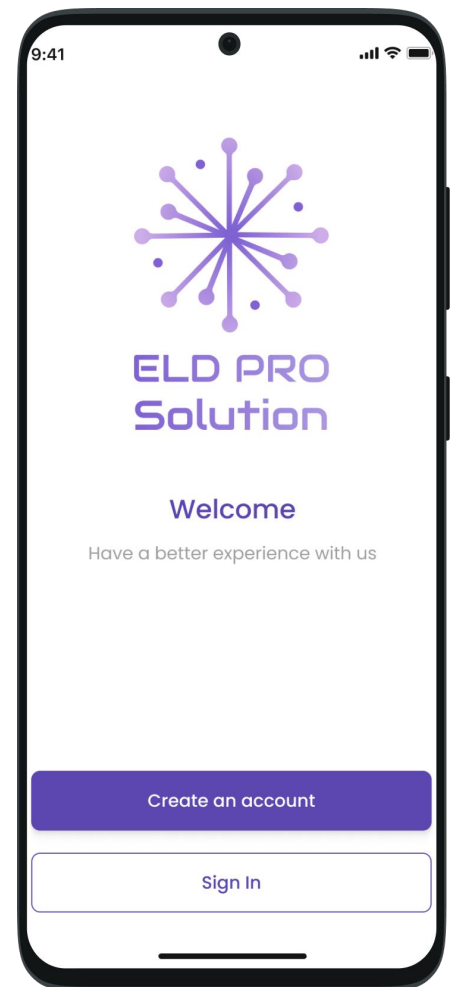 9:41
ELD PRO
Solution
Welcome
Have a better experience with us
Create an account
Sign In